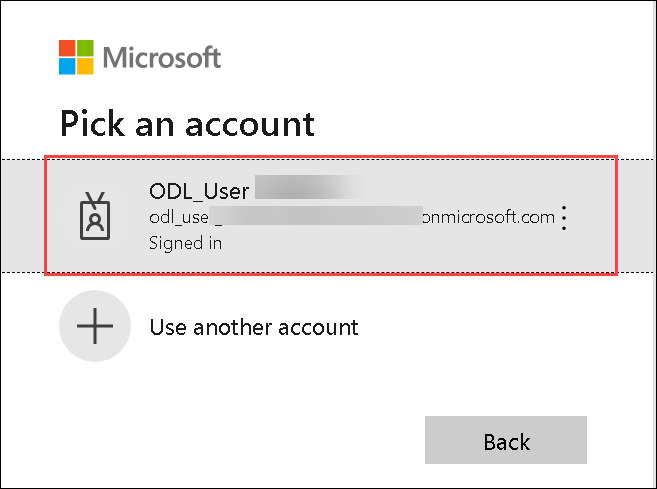 Microsoft
Pick an account
ODL_User
odl_use onmicrosoft.com
Signed in
Use another account
Back